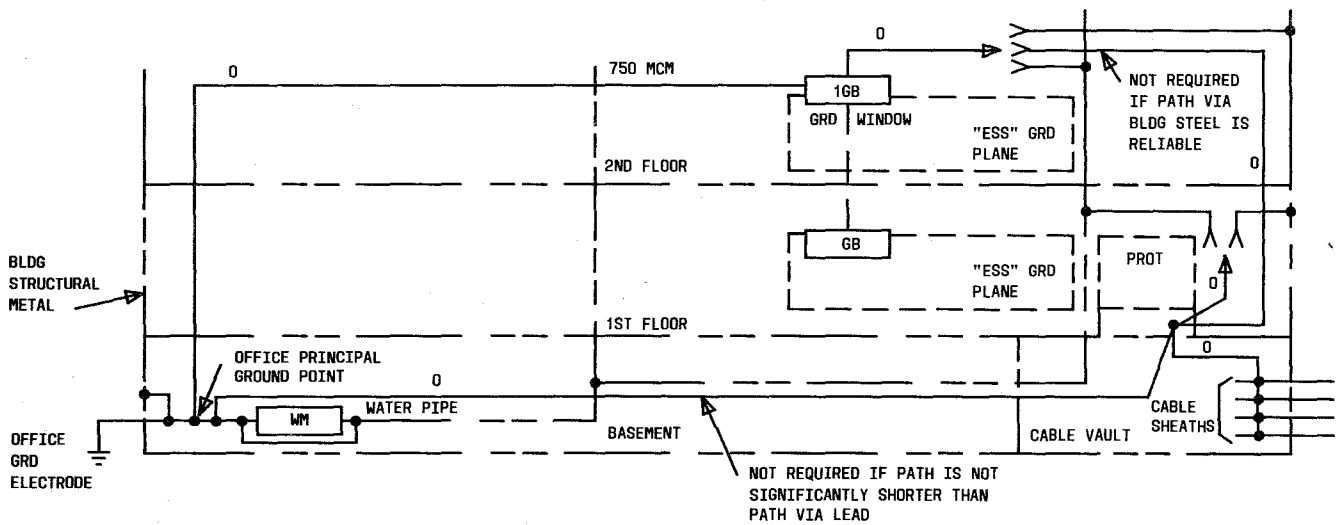 0
0
750 MCM
1GB
GRD WINDOW
"ESS" GRD
PLANE
NOT REQUIRED
IF PATH VIA
BLDG STEEL IS
RELIABLE
0
2ND FLOOR
GB
"ESS" GRD
PLANE
PROT
0
BLDG
STRUCTURAL
METAL
1ST FLOOR
OFFICE PRINCIPAL
GROUND POINT
0
0
WM
WATER PIPE
CABLE
SHEATHS
OFFICE
GRD
ELECTRODE
BASEMENT
CABLE VAULT
NOT REQUIRED IF PATH IS NOT
SIGNIFICANTLY SHORTER THAN
PATH VIA LEAD